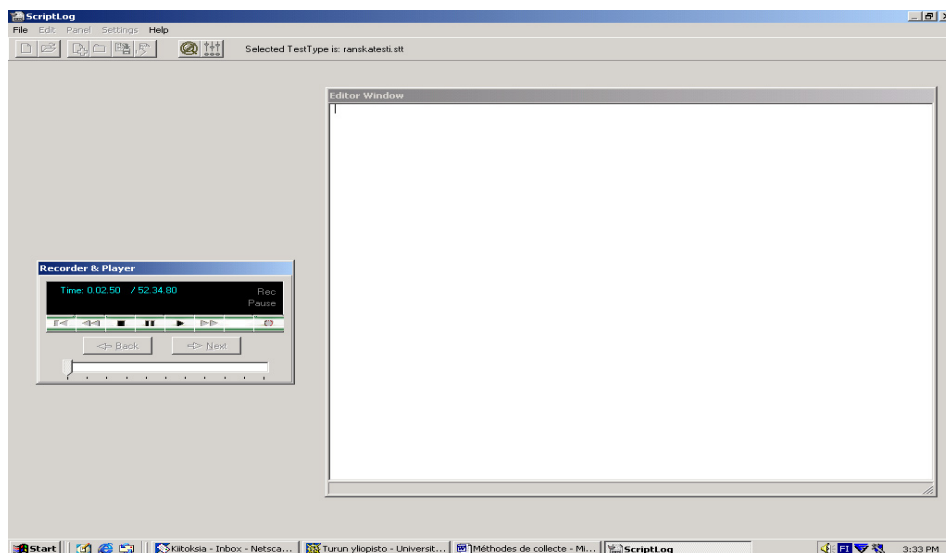 ScriptLog
File Edit Panel Settings Help
Selected TestType is: ranskatesti.stt
Editor Window
Recorder & Player
Time: 0.02.50 / 52.34.80
Rec
Pause
Back
Next
Start
Kiitoksia - Inbox - Netsca...
Turun yliopisto - Universit...
Méthodes de collecte - Mi...
ScriptLog
FI
3:33 PM